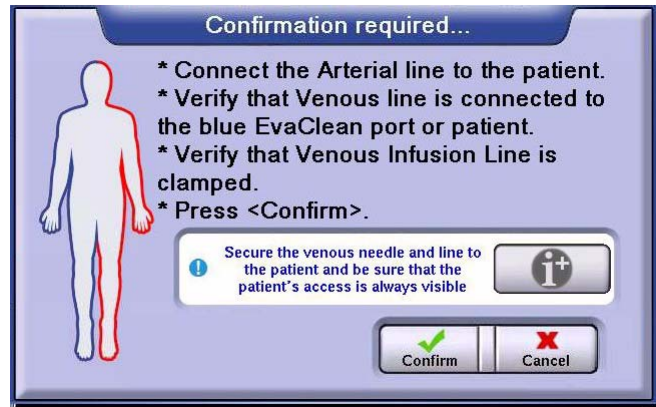 Confirmation required...
* Connect the Arterial line to the patient.
* Verify that Venous line is connected to
the blue EvaClean port or patient.
* Verify that Venous Infusion Line is
clamped.
* Press <Confirm>.
Secure the venous needle and line to
the patient and be sure that the
patient's access is always visible
i+
Confirm
Cancel